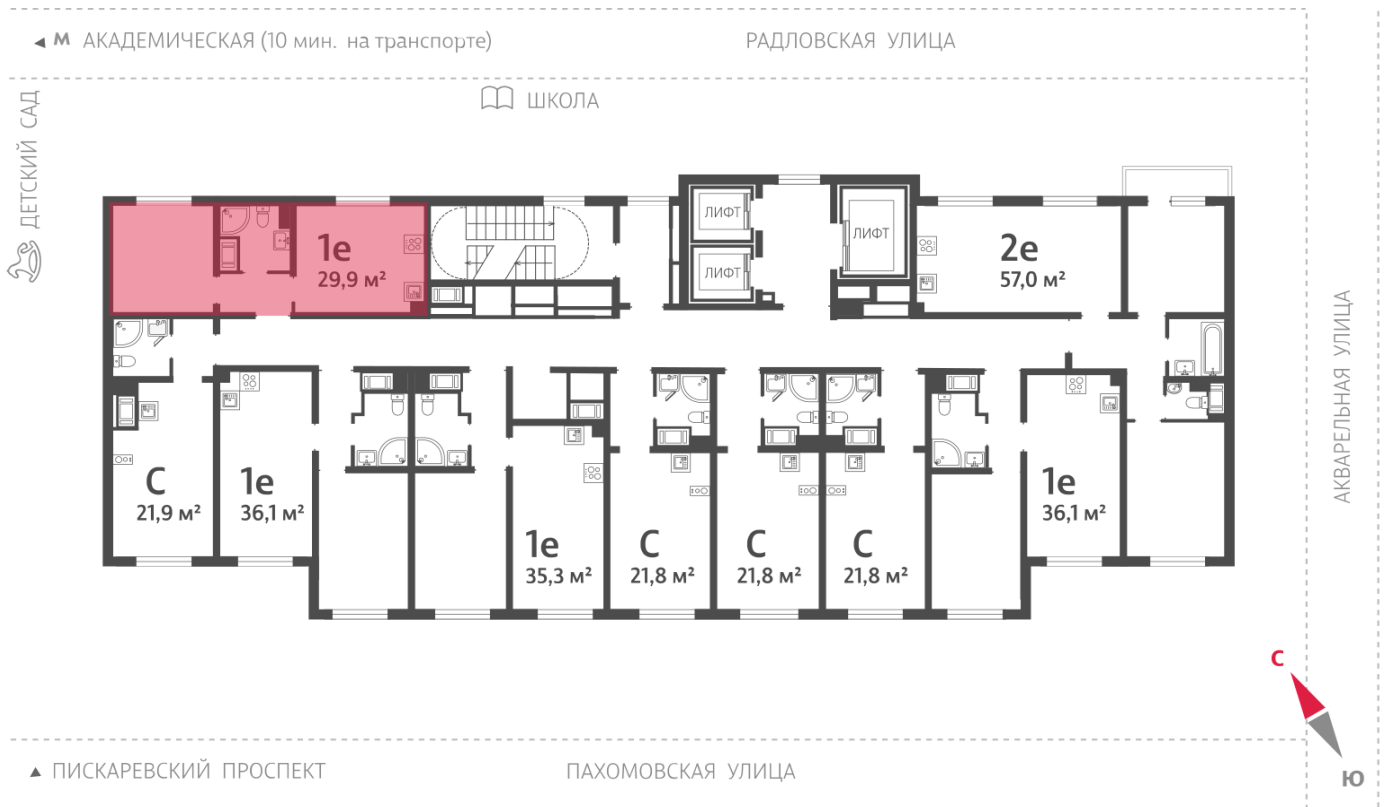 М АКАДЕМИЧЕСКАЯ (10 мин. на транспорте)
РАДЛОВСКАЯ УЛИЦА
ШКОЛА
ДЕТСКИЙ САД
ЛИФТ
ЛИФТ
ЛИФТ
1е
29,9 м²
2е
57,0 м²
АКВАРЕЛЬНАЯ УЛИЦА
С
21,9 м²
1е
36,1 м²
1е
35,3 м²
С
21,8 м²
С
21,8 м²
С
21,8 м²
1е
36,1 м²
С
Ю
ПИСКАРЕВСКИЙ ПРОСПЕКТ
ПАХОМОВСКАЯ УЛИЦА